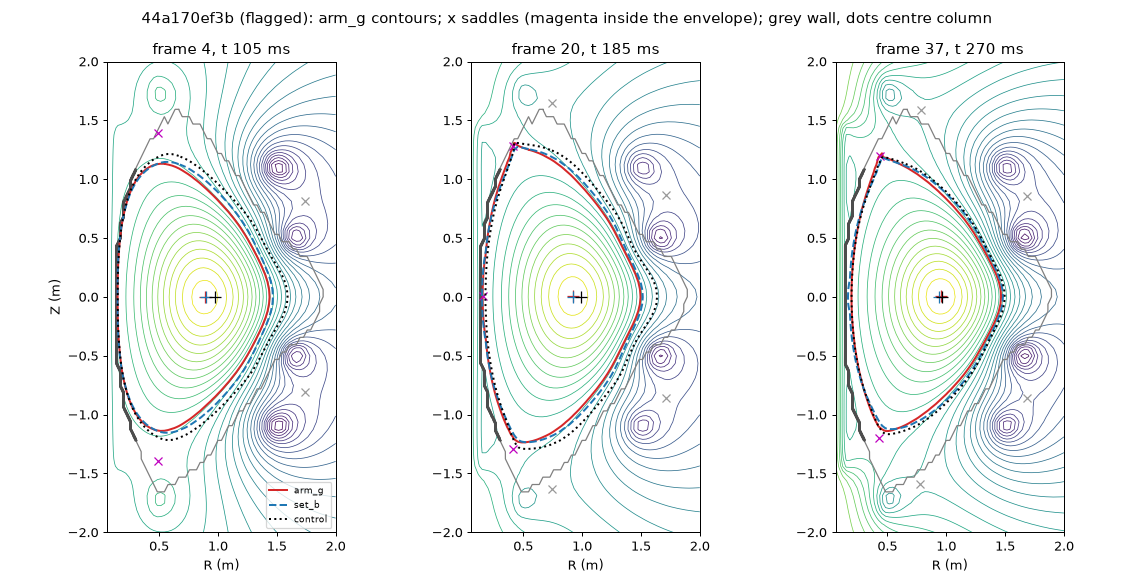 44a170ef3b (flagged): arm_g contours; x saddles (magenta inside the envelope); grey wall, dots centre column
frame 4, t 105 ms
frame 20, t 185 ms
frame 37, t 270 ms
2.0
1.5
1.0
0.5
0.0
−0.5
−1.0
−1.5
−2.0
Z (m)
0.5 1.0 1.5 2.0
R (m)
arm_g
set_b
control
2.0
1.5
1.0
0.5
0.0
−0.5
−1.0
−1.5
−2.0
0.5 1.0 1.5 2.0
R (m)
2.0
1.5
1.0
0.5
0.0
−0.5
−1.0
−1.5
−2.0
0.5 1.0 1.5 2.0
R (m)